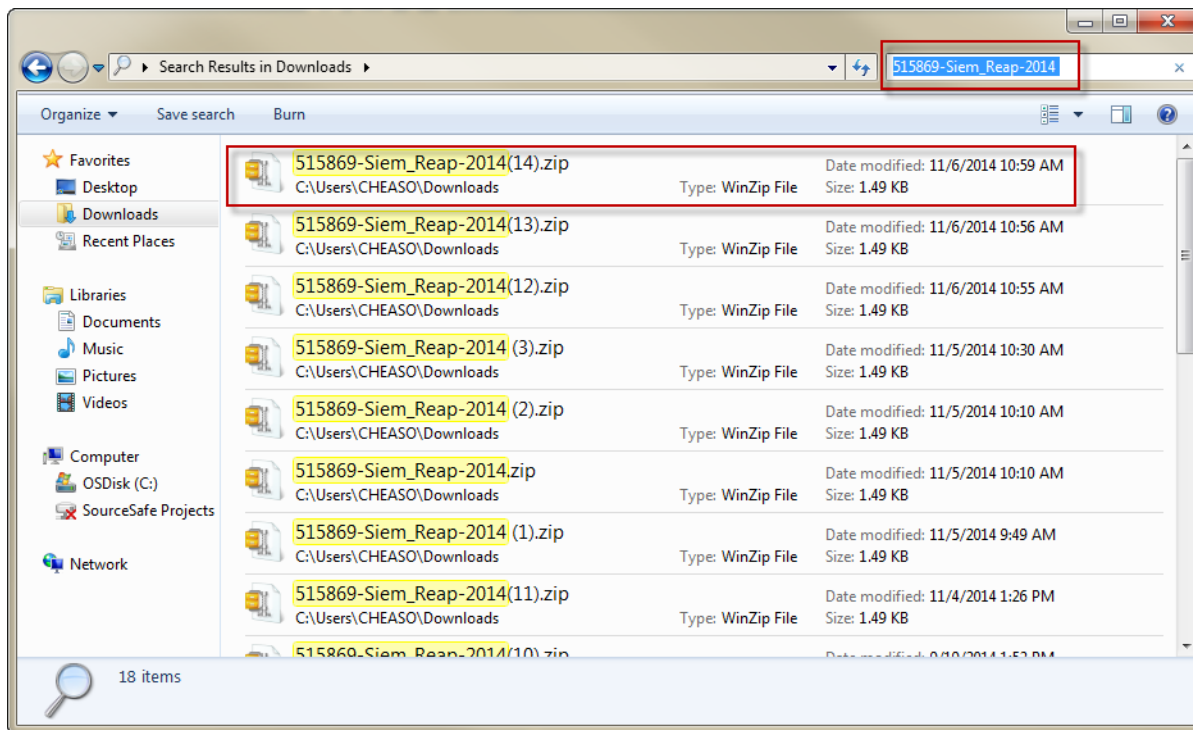 Search Results in Downloads
515869-Siem_Reap-2014
Organize
Save search
Burn
Favorites
Desktop
Downloads
Recent Places
Libraries
Documents
Music
Pictures
Videos
Computer
OSDisk (C:)
SourceSafe Projects
Network
515869-Siem_Reap-2014(14).zip
Date modified: 11/6/2014 10:59 AM
C:\Users\CHEASO\Downloads Type: WinZip File Size: 1.49 KB
515869-Siem_Reap-2014(13).zip
Date modified: 11/6/2014 10:56 AM
C:\Users\CHEASO\Downloads Type: WinZip File Size: 1.49 KB
515869-Siem_Reap-2014(12).zip
Date modified: 11/6/2014 10:55 AM
C:\Users\CHEASO\Downloads Type: WinZip File Size: 1.49 KB
515869-Siem_Reap-2014 (3).zip
Date modified: 11/5/2014 10:30 AM
C:\Users\CHEASO\Downloads Type: WinZip File Size: 1.49 KB
515869-Siem_Reap-2014 (2).zip
Date modified: 11/5/2014 10:10 AM
C:\Users\CHEASO\Downloads Type: WinZip File Size: 1.49 KB
515869-Siem_Reap-2014.zip
Date modified: 11/5/2014 10:10 AM
C:\Users\CHEASO\Downloads Type: WinZip File Size: 1.49 KB
515869-Siem_Reap-2014 (1).zip
Date modified: 11/5/2014 9:49 AM
C:\Users\CHEASO\Downloads Type: WinZip File Size: 1.49 KB
515869-Siem_Reap-2014(11).zip
Date modified: 11/4/2014 1:26 PM
C:\Users\CHEASO\Downloads Type: WinZip File Size: 1.49 KB
515869-Siem_Reap-2014(10).zip
18 items